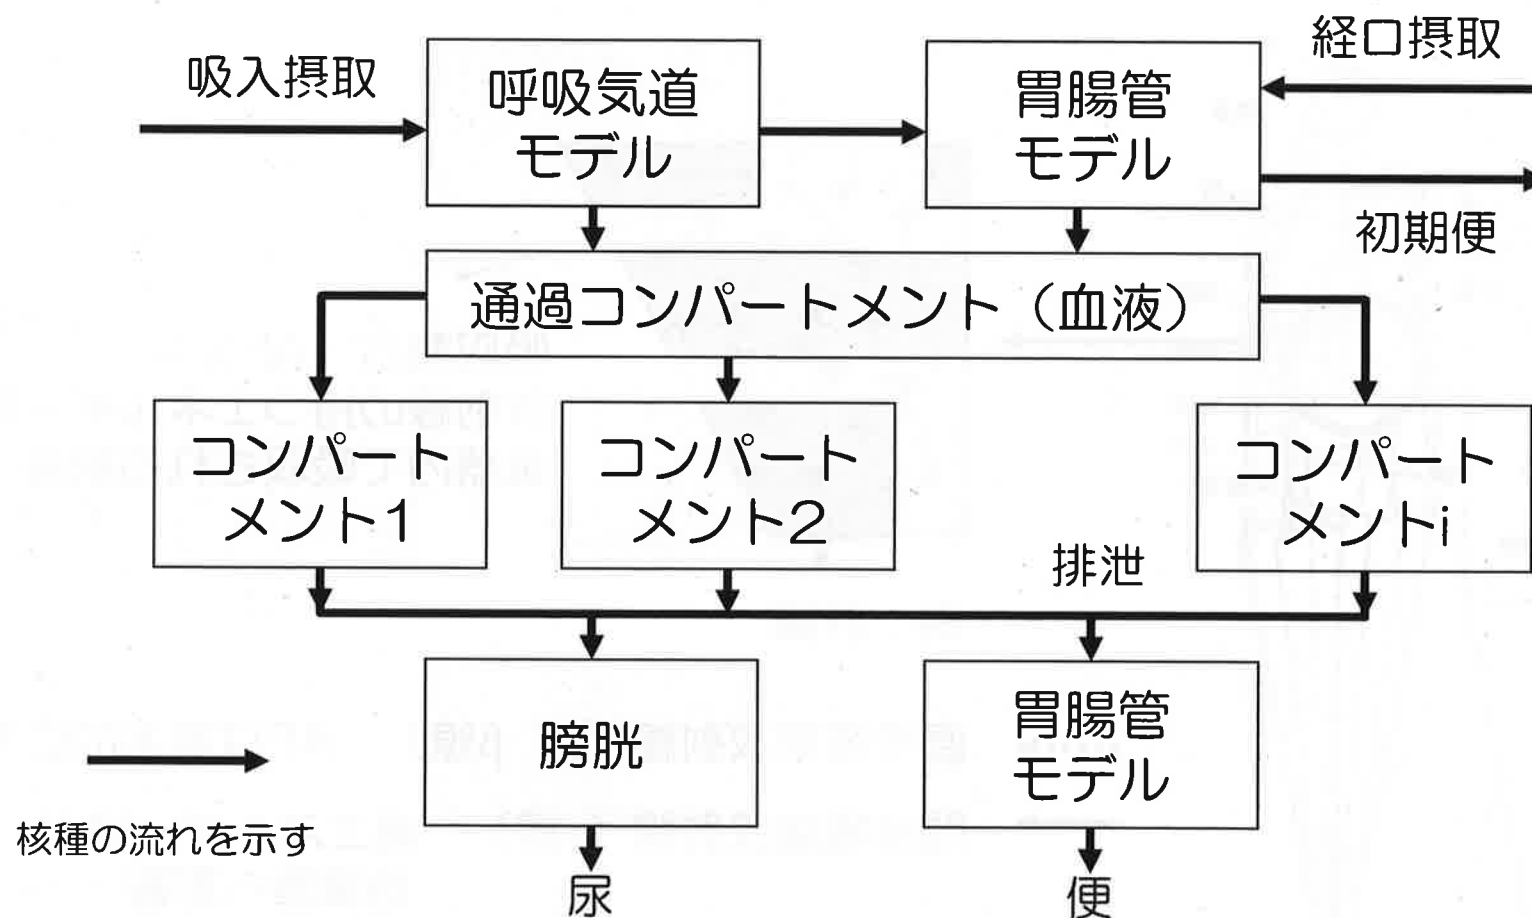 経口摂取
吸入摂取
呼吸気道
モデル
胃腸管
モデル
初期便
通過コンパートメント（血液）
コンパート
メント1
コンパート
メント2
コンパート
メントi
排泄
膀胱
胃腸管
モデル
核種の流れを示す
尿
便